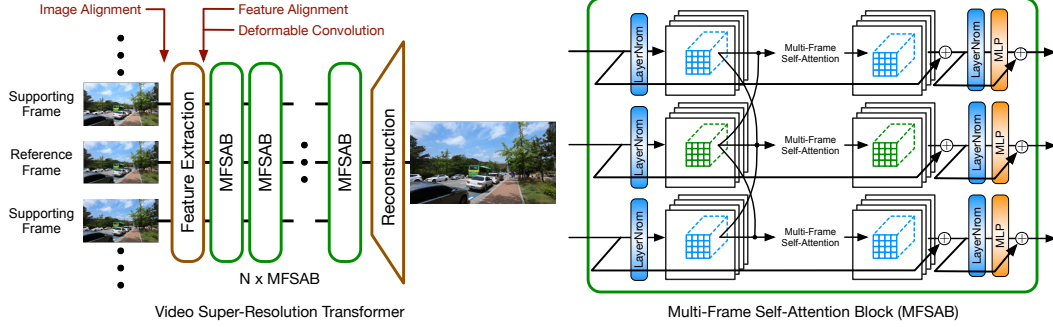 Image Alignment
Feature Alignment
Deformable Convolution
Supporting
Frame
Reference
Frame
Supporting
Frame
Feature Extraction
MFSAB
MFSAB
MFSAB
Reconstruction
N x MFSAB
Video Super-Resolution Transformer
LayerNrom
Multi-Frame
Self-Attention
LayerNrom
MLP
LayerNrom
Multi-Frame
Self-Attention
LayerNrom
MLP
LayerNrom
Multi-Frame
Self-Attention
LayerNrom
MLP
Multi-Frame Self-Attention Block (MFSAB)